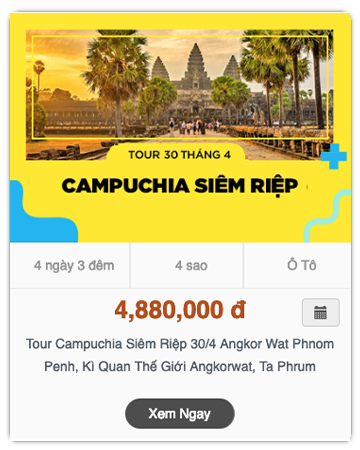 TOUR 30 THÁNG 4
CAMPUCHIA SIÊM RIỆP
4 ngày 3 đêm
4 sao
Ô Tô
4,880,000 đ
Tour Campuchia Siêm Riệp 30/4 Angkor Wat Phnom
Penh, Kì Quan Thế Giới Angkorwat, Ta Phrum
Xem Ngay